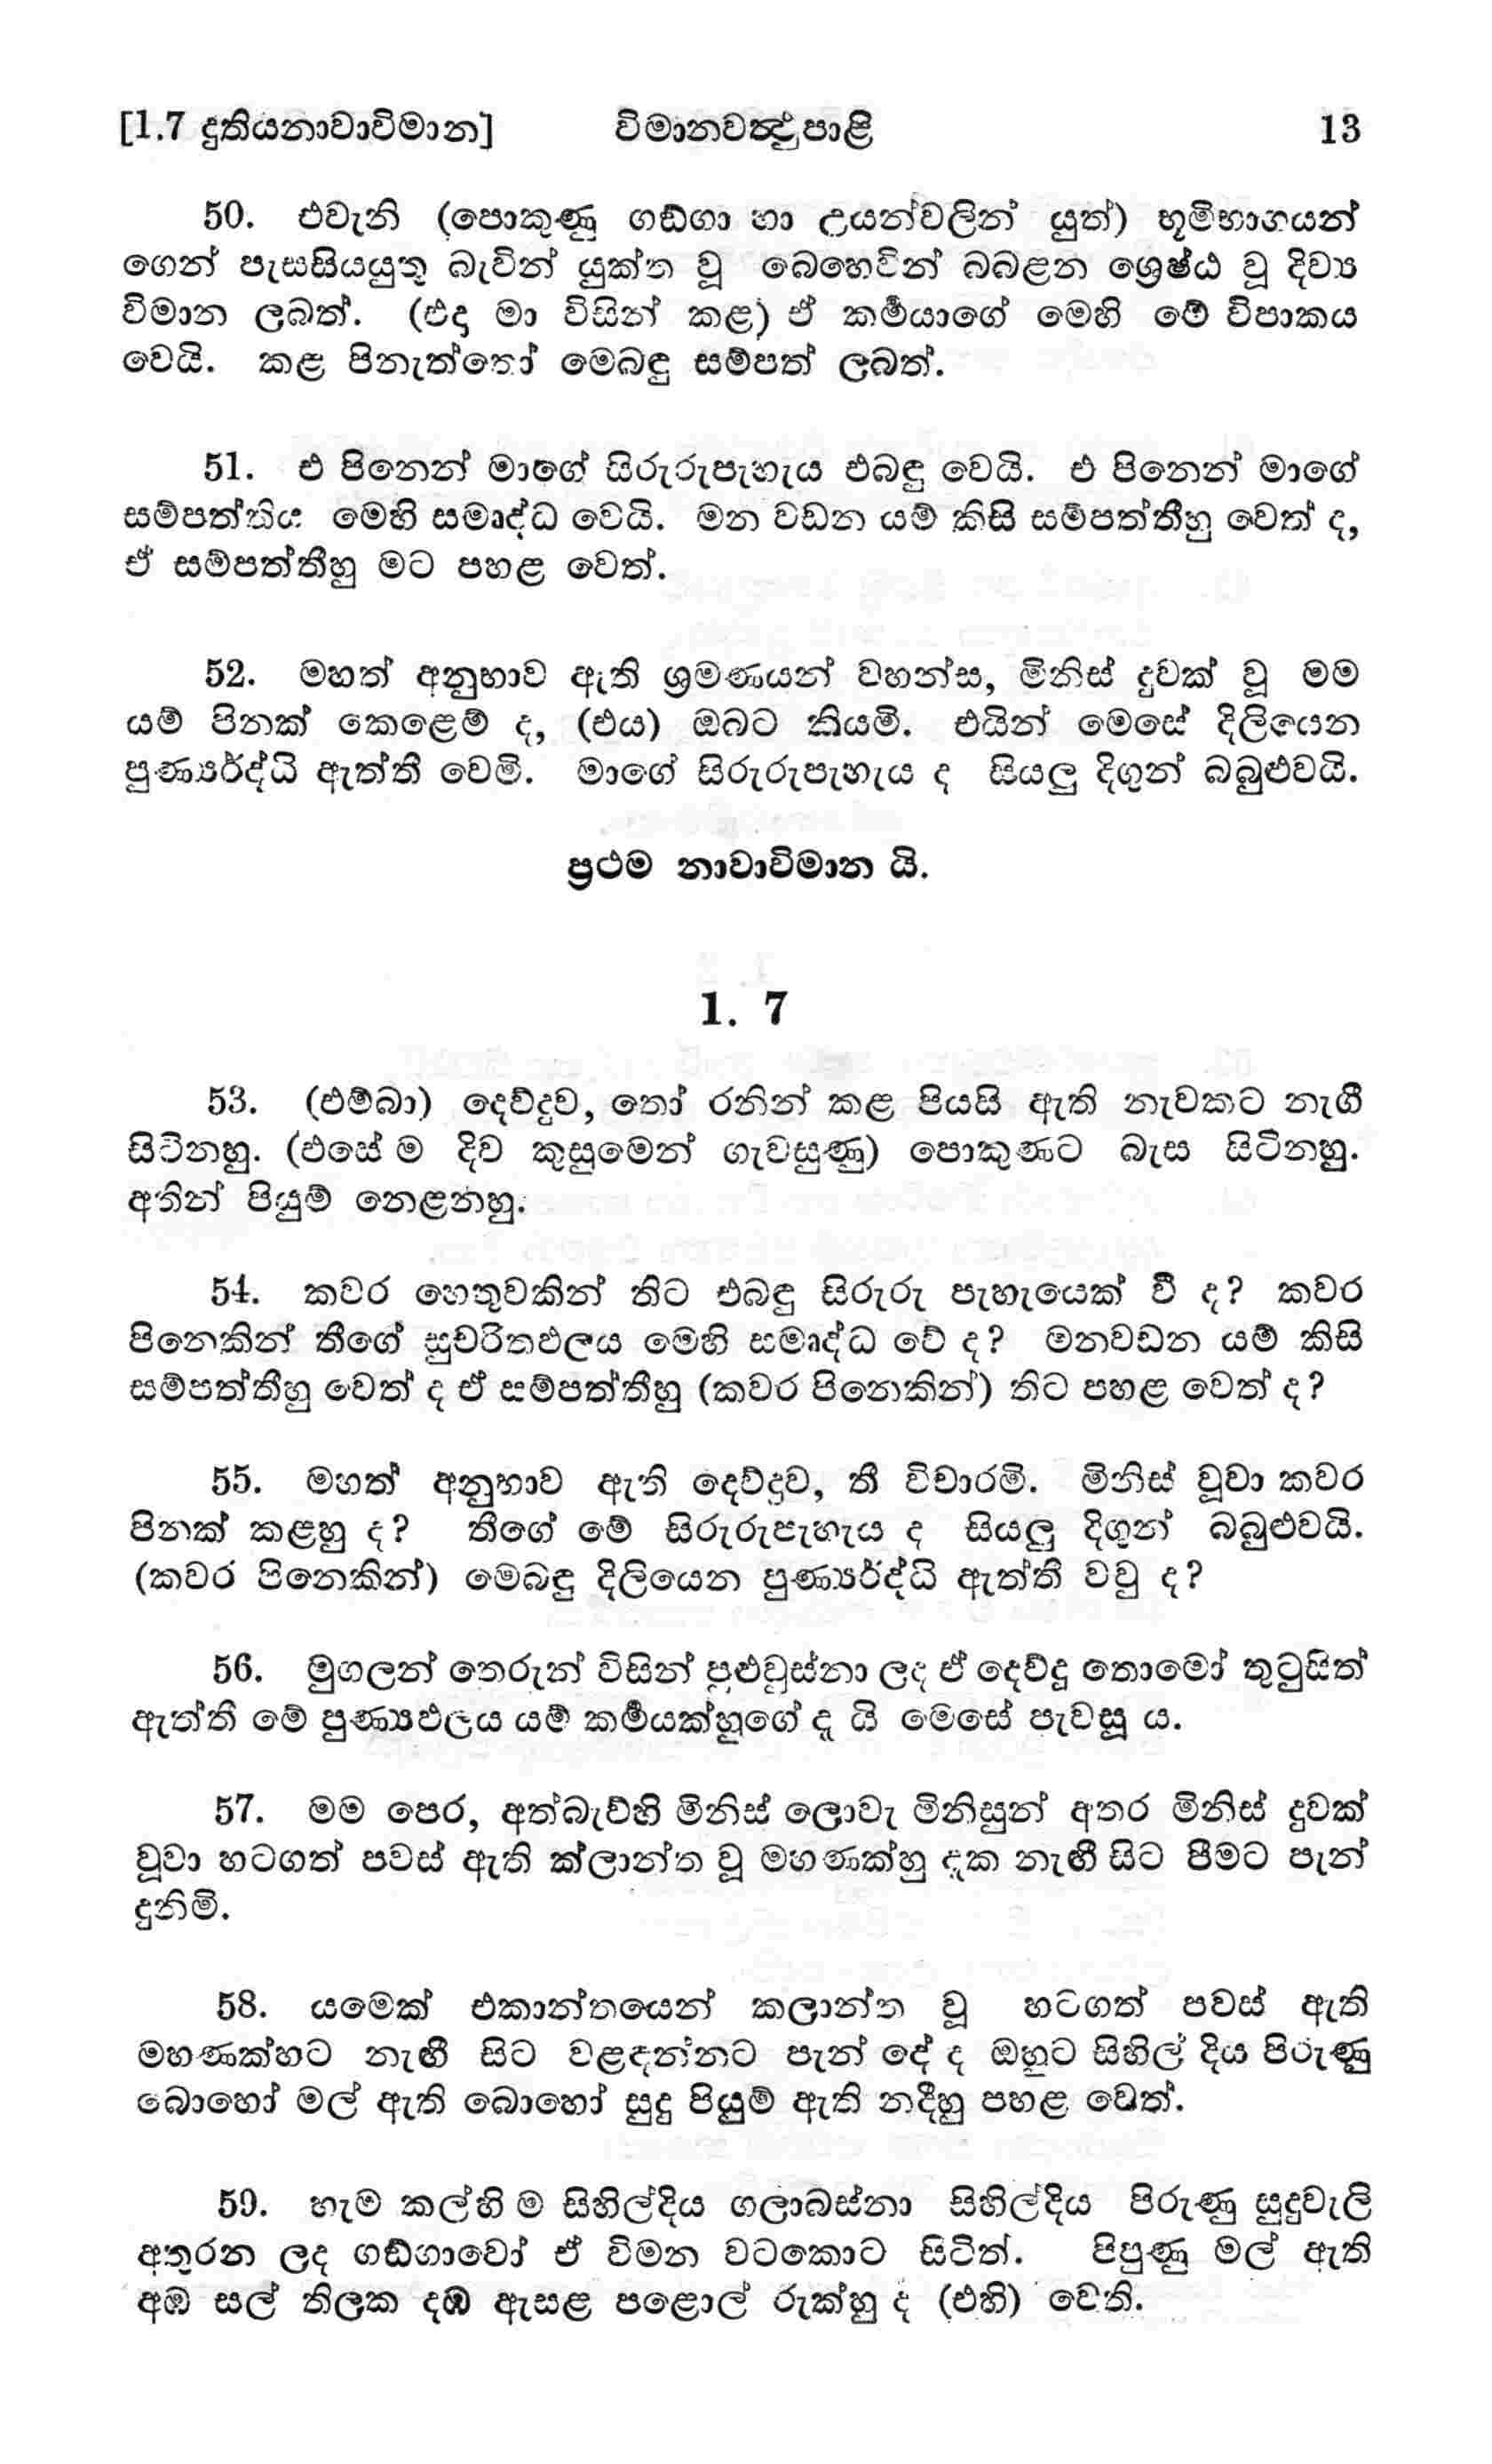 [1.7 දුතියනාවාවිමාන] විමානවත්‍ථුපාළි 13
50. එවැනි (පොකුණු ගඞ්ගා හා උයන්වලින් යුත්) භූමිභාගයන්
ගෙන් පැසසියයුතු බැවින් යුක්ත වූ බෙහෙවින් බබළන ශ්‍රෙෂ්ඨ වූ දිව්‍ය
විමාන ලබත්. (එදා මා විසින් කළ) ඒ කර්‍මයාගේ මෙහි මේ විපාකය
වෙයි. කළ පිනැත්තෝ මෙබඳු සම්පත් ලබත්.
51. එ පිනෙන් මාගේ සිරුරුපැහැය එබඳු වෙයි. එ පිනෙන් මාගේ
සම්පත්තිය මෙහි සමෘද්ධ වෙයි. මන වඩන යම් කිසි සම්පත්තීහු වෙත් ද,
ඒ සම්පත්තීහු මට පහළ වෙත්.
52. මහත් අනුභාව ඇති ශ්‍රමණයන් වහන්ස, මිනිස් දුවක් වූ මම
යම් පිනක් කෙළෙම් ද, (එය) ඔබට කියමි. එයින් මෙසේ දිලියෙන
පුණ්‍යර්ද්ධි ඇත්තී වෙමි. මාගේ සිරුරුපැහැය ද සියලු දිගුන් බබුළුවයි.
ප්‍රථම නාවාවිමාන යි.
1. 7
53. (එම්බා) දෙව්දුව, තෝ රනින් කළ පියසි ඇති නැවකට නැගී
සිටිනහු. (එසේ ම දිව කුසුමෙන් ගැවසුණු) පොකුණට බැස සිටිනහු.
අතින් පියුම් නෙළනහු.
54. කවර හෙතුවකින් තිට එබඳු සිරුරු පැහැයෙක් වී ද? කවර
පිනෙකින් තීගේ සුචරිතඵලය මෙහි සමෘද්ධ වේ ද? මනවඩන යම් කිසි
සම්පත්තීහු වෙත් ද ඒ සම්පත්තීහු (කවර පිනෙකින්) තිට පහළ වෙත් ද?
55. මහත් අනුභාව ඇති දෙව්දුව, තී විචාරමි. මිනිස් වූවා කවර
පිනක් කළහු ද? තීගේ මේ සිරුරුපැහැය ද සියලු දිගුන් බබුළුවයි.
(කවර පිනෙකින්) මෙබඳු දිලියෙන පුණ්‍යර්ද්ධි ඇත්තී වවු ද?
56. මුගලන් තෙරුන් විසින් පුළුවුස්නා ලද ඒ දෙව්දූ තොමෝ තුටුසිත්
ඇත්තී මේ පුණ්‍යඵලය යම් කර්‍මයක්හුගේ දැ යි මෙසේ පැවසූ ය.
57. මම පෙර, අත්බැව්හි මිනිස් ලොවැ මිනිසුන් අතර මිනිස් දුවක්
වූවා හටගත් පවස් ඇති ක්ලාන්ත වූ මහණක්හු දැක නැඟී සිට පීමට පැන්
දුනිමි.
58. යමෙක් එකාන්තයෙන් කලාන්ත වූ හටගත් පවස් ඇති
මහණක්හට නැඟී සිට වළඳන්නට පැන් දේ ද ඔහුට සිහිල් දිය පිරුණු
බොහෝ මල් ඇති බොහෝ සුදු පියුම් ඇති නදීහු පහළ වෙත්.
59. හැම කල්හි ම සිහිල්දිය ගලාබස්නා සිහිල්දිය පිරුණු සුදුවැලි
අතුරන ලද ගඞ්ගාවෝ ඒ විමන වටකොට සිටිත්. පිපුණු මල් ඇති
අඹ සල් තිලක දඹ ඇසළ පළොල් රුක්හු ද (එහි) වෙති.